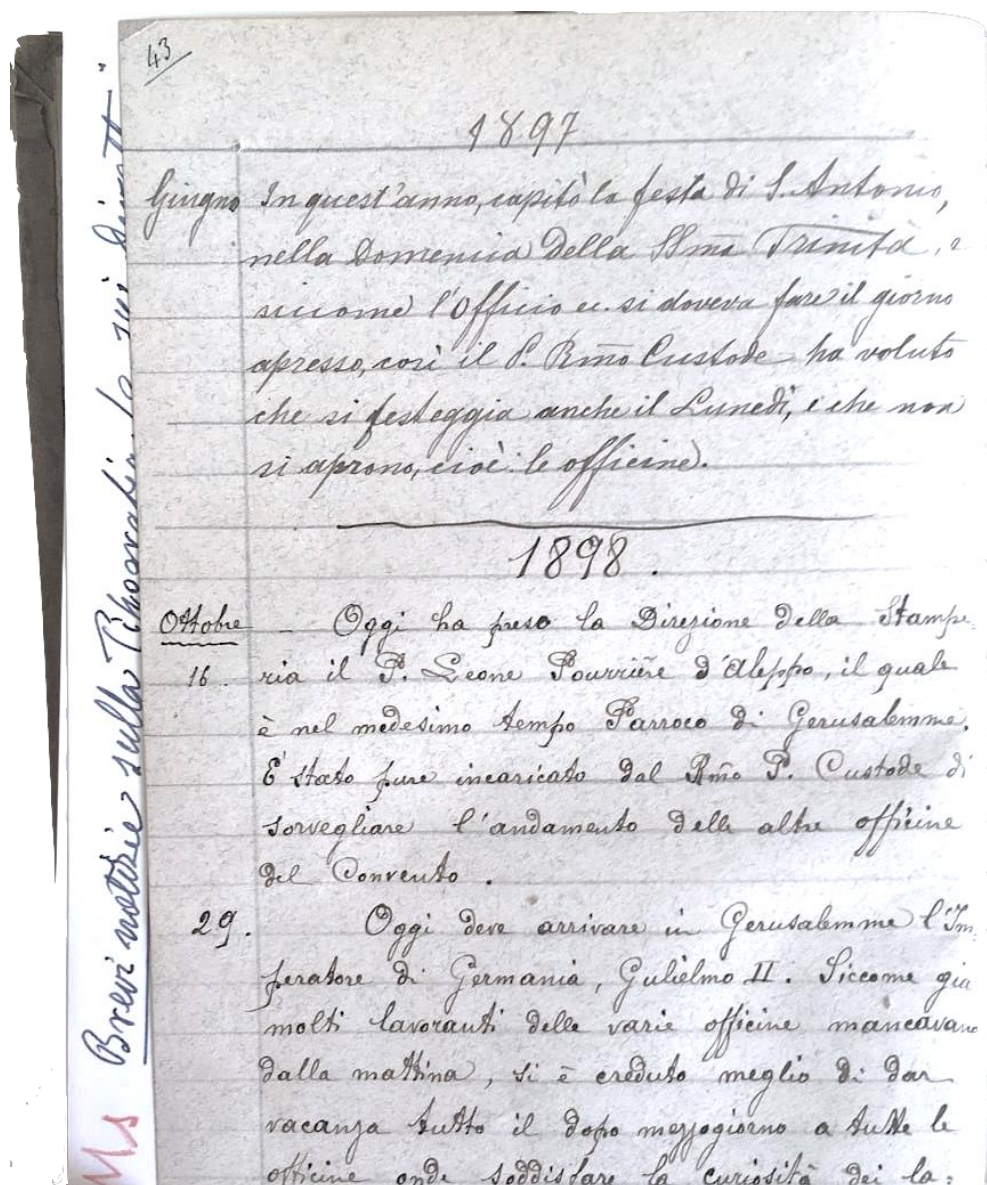 43
1897
Giugno In quest'anno, capitò la festa di S. Antonio,
nella Domenica della SSma Trinità, e
siccome l'Officio ec. si doveva fare il giorno
apresso, così il P. Rmo Custode ha voluto
che si festeggia anche il Lunedì, e che non
si aprono, cioè: le officine.
1898.
Ottobre - Oggi ha preso la Direzione della Stampe
16. ria il P. Leone Pourrière d'Aleppo, il quale
è nel medesimo tempo Parroco di Gerusalemme.
E' stato pure incaricato dal Rmo P. Custode di
sorvegliare l'andamento delle altre officine
del Convento.
29. Oggi deve arrivare in Gerusalemme l'Im
peratore di Germania, Gulielmo II. Siccome già
molti lavoranti delle varie officine mancavano
dalla mattina, si è creduto meglio di dar
vacanza tutto il dopo mezzogiorno a tutte le
officine onde soddisfare la curiosità dei la:
Ms Brevi notizie sulla